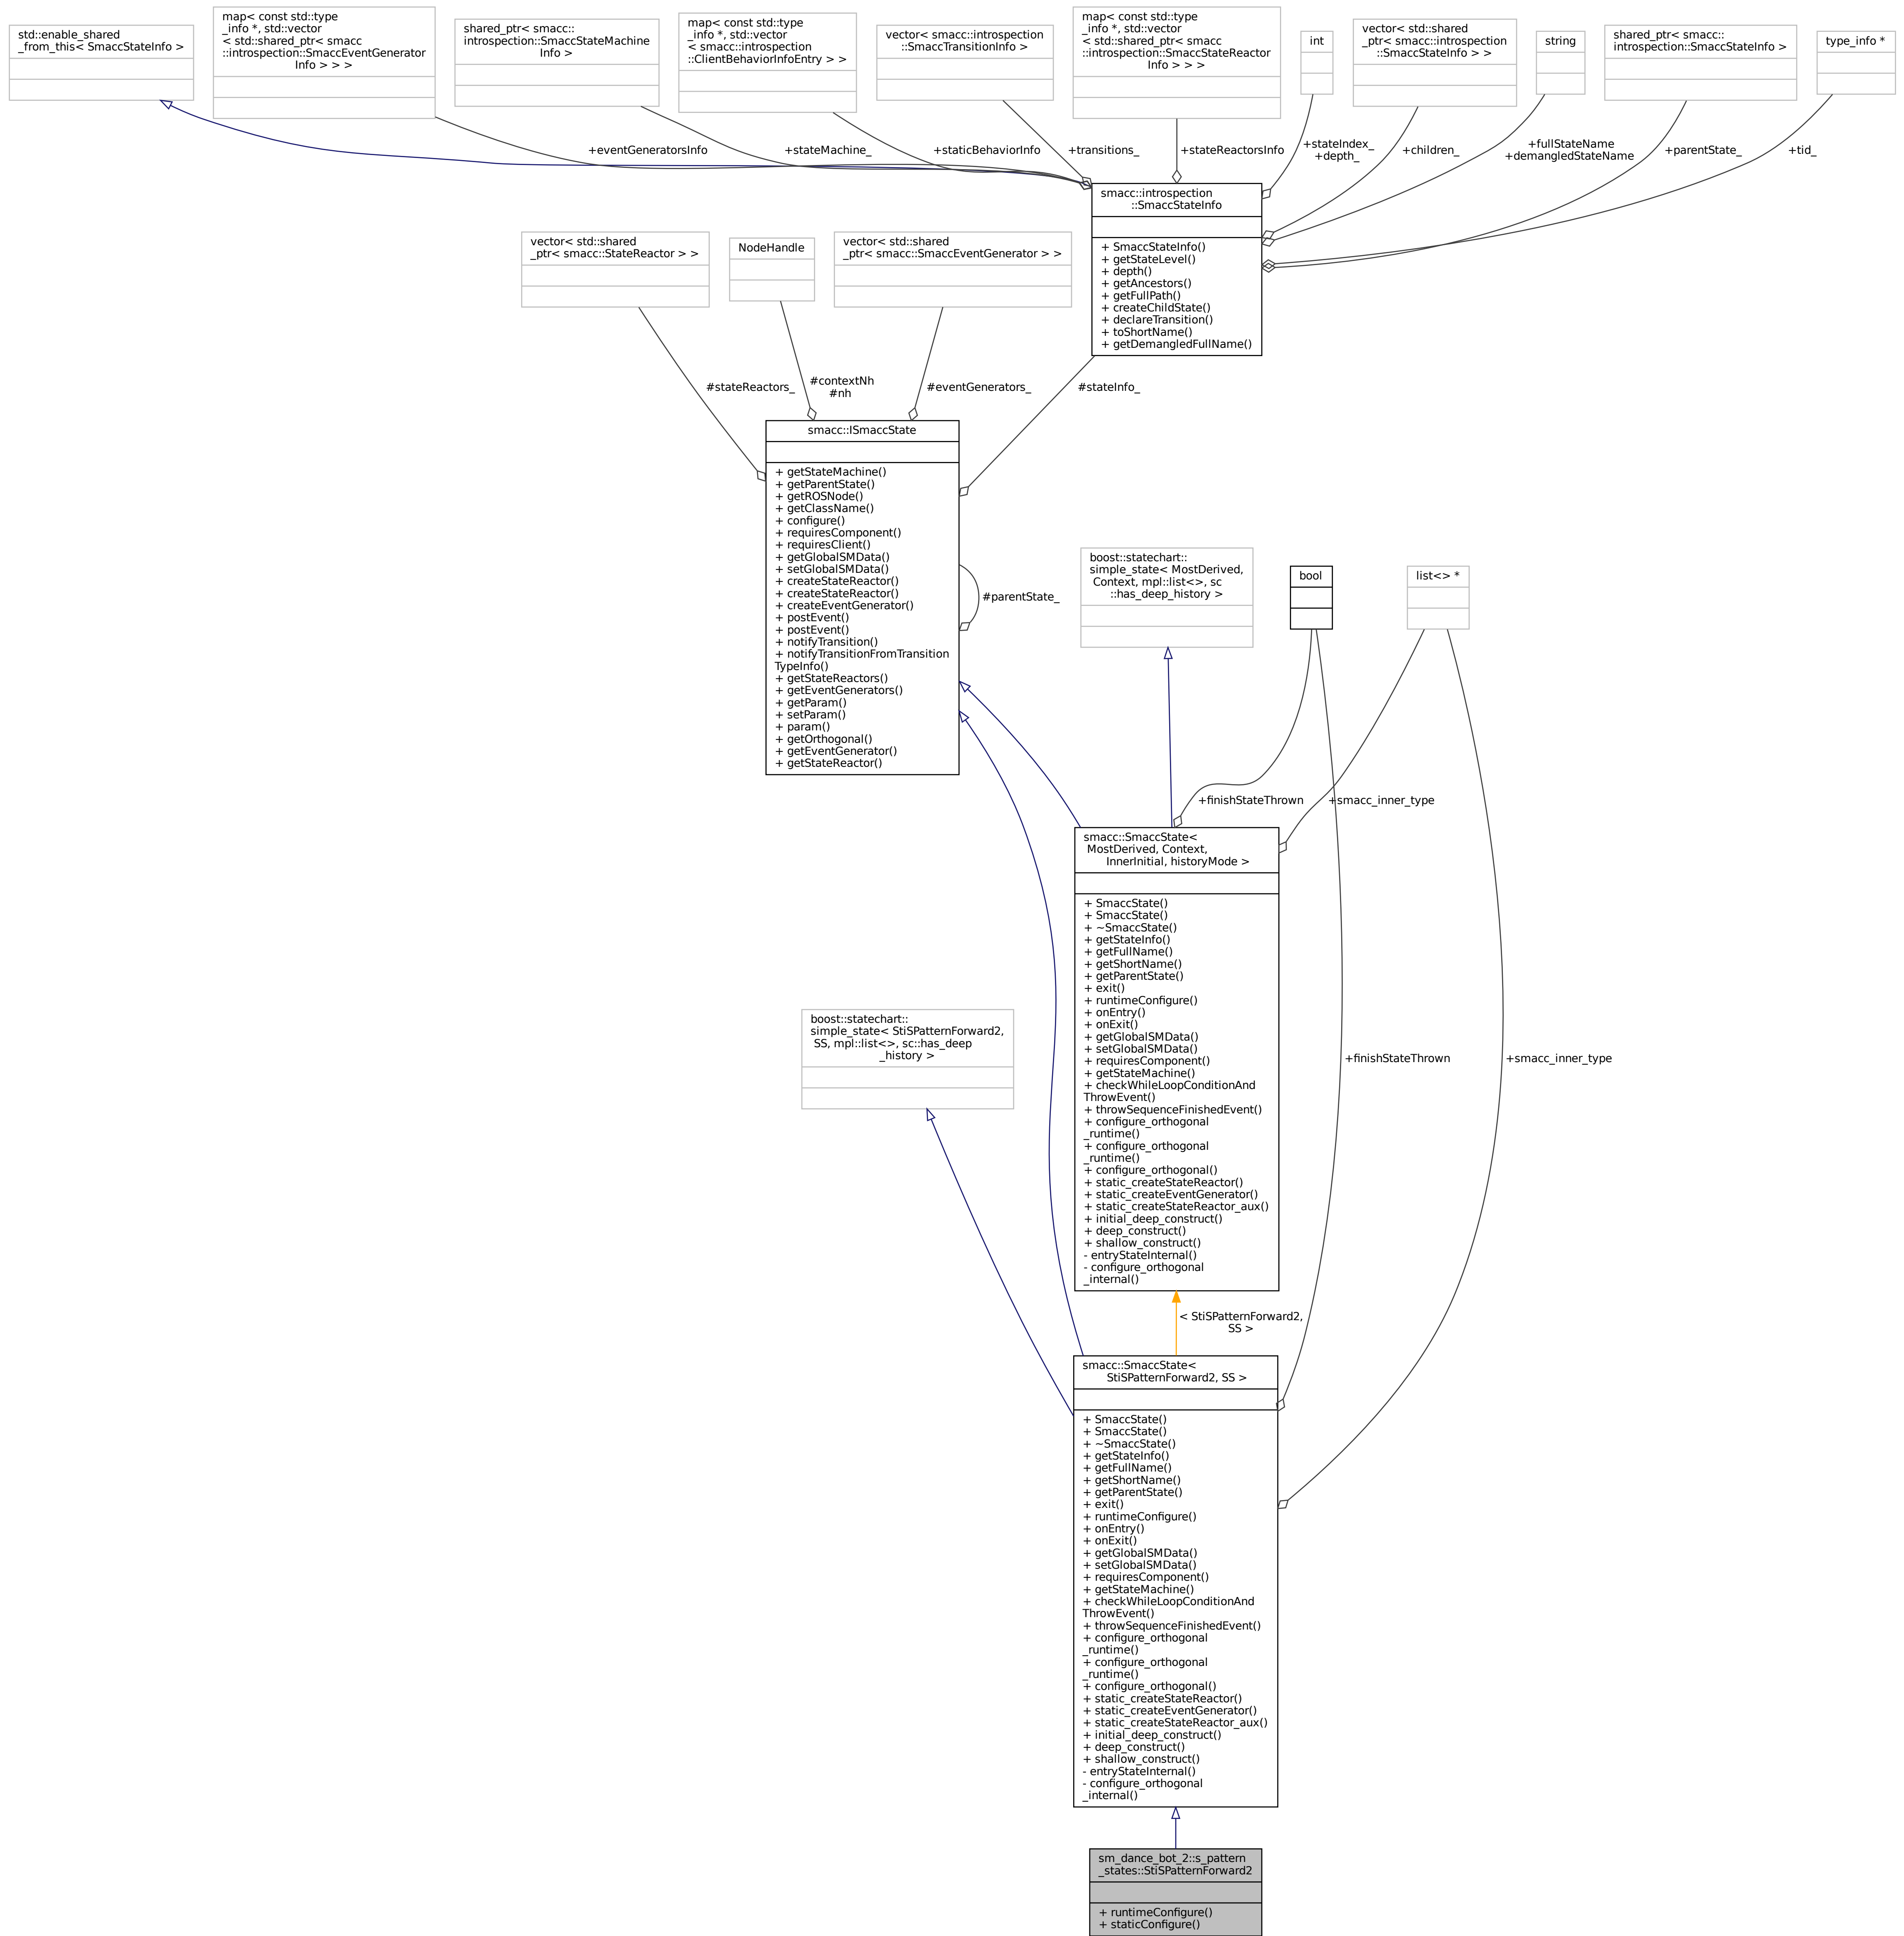 std::enable_shared
_from_this< SmaccStateInfo >
map< const std::type
_info *, std::vector
< std::shared_ptr< smacc
::introspection::SmaccEventGenerator
Info > > >
shared_ptr< smacc::
introspection::SmaccStateMachine
Info >
map< const std::type
_info *, std::vector
< smacc::introspection
::ClientBehaviorInfoEntry > >
vector< smacc::introspection
::SmaccTransitionInfo >
map< const std::type
_info *, std::vector
< std::shared_ptr< smacc
::introspection::SmaccStateReactor
Info > > >
int
vector< std::shared
_ptr< smacc::introspection
::SmaccStateInfo > >
string
shared_ptr< smacc::
introspection::SmaccStateInfo >
type_info *
+eventGeneratorsInfo
+stateMachine_
+staticBehaviorInfo
+transitions_
+stateReactorsInfo
+stateIndex_
+depth_
+children_
+fullStateName
+demangledStateName
+parentState_
+tid_
smacc::introspection
::SmaccStateInfo
+ SmaccStateInfo()
+ getStateLevel()
+ depth()
+ getAncestors()
+ getFullPath()
+ createChildState()
+ declareTransition()
+ toShortName()
+ getDemangledFullName()
vector< std::shared
_ptr< smacc::StateReactor > >
NodeHandle
vector< std::shared
_ptr< smacc::SmaccEventGenerator > >
#stateReactors_
#contextNh
#nh
#eventGenerators_
#stateInfo_
smacc::ISmaccState
+ getStateMachine()
+ getParentState()
+ getROSNode()
+ getClassName()
+ configure()
+ requiresComponent()
+ requiresClient()
+ getGlobalSMData()
+ setGlobalSMData()
+ createStateReactor()
+ createStateReactor()
+ createEventGenerator()
+ postEvent()
+ postEvent()
+ notifyTransition()
+ notifyTransitionFromTransition
TypeInfo()
+ getStateReactors()
+ getEventGenerators()
+ getParam()
+ setParam()
+ param()
+ getOrthogonal()
+ getEventGenerator()
+ getStateReactor()
#parentState_
boost::statechart::
simple_state< MostDerived,
Context, mpl::list<>, sc
::has_deep_history >
bool
list<> *
+finishStateThrown
+smacc_inner_type
smacc::SmaccState<
MostDerived, Context,
InnerInitial, historyMode >
+ SmaccState()
+ SmaccState()
+ ~SmaccState()
+ getStateInfo()
+ getFullName()
+ getShortName()
+ getParentState()
+ exit()
+ runtimeConfigure()
+ onEntry()
+ onExit()
+ getGlobalSMData()
+ setGlobalSMData()
+ requiresComponent()
+ getStateMachine()
+ checkWhileLoopConditionAnd
ThrowEvent()
+ throwSequenceFinishedEvent()
+ configure_orthogonal
_runtime()
+ configure_orthogonal
_runtime()
+ configure_orthogonal()
+ static_createStateReactor()
+ static_createEventGenerator()
+ static_createStateReactor_aux()
+ initial_deep_construct()
+ deep_construct()
+ shallow_construct()
- entryStateInternal()
- configure_orthogonal
_internal()
boost::statechart::
simple_state< StiSPatternForward2,
SS, mpl::list<>, sc::has_deep
_history >
+finishStateThrown
+smacc_inner_type
< StiSPatternForward2,
SS >
smacc::SmaccState<
StiSPatternForward2, SS >
+ SmaccState()
+ SmaccState()
+ ~SmaccState()
+ getStateInfo()
+ getFullName()
+ getShortName()
+ getParentState()
+ exit()
+ runtimeConfigure()
+ onEntry()
+ onExit()
+ getGlobalSMData()
+ setGlobalSMData()
+ requiresComponent()
+ getStateMachine()
+ checkWhileLoopConditionAnd
ThrowEvent()
+ throwSequenceFinishedEvent()
+ configure_orthogonal
_runtime()
+ configure_orthogonal
_runtime()
+ configure_orthogonal()
+ static_createStateReactor()
+ static_createEventGenerator()
+ static_createStateReactor_aux()
+ initial_deep_construct()
+ deep_construct()
+ shallow_construct()
- entryStateInternal()
- configure_orthogonal
_internal()
sm_dance_bot_2::s_pattern
_states::StiSPatternForward2
+ runtimeConfigure()
+ staticConfigure()